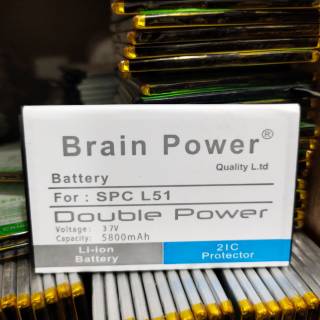 Brain Power®
Quality L.td
Battery
For : SPC L51
Double Power
Voltage : 3.7V
Capacity: 5800mAh
Li-ion Battery
2IC Protector